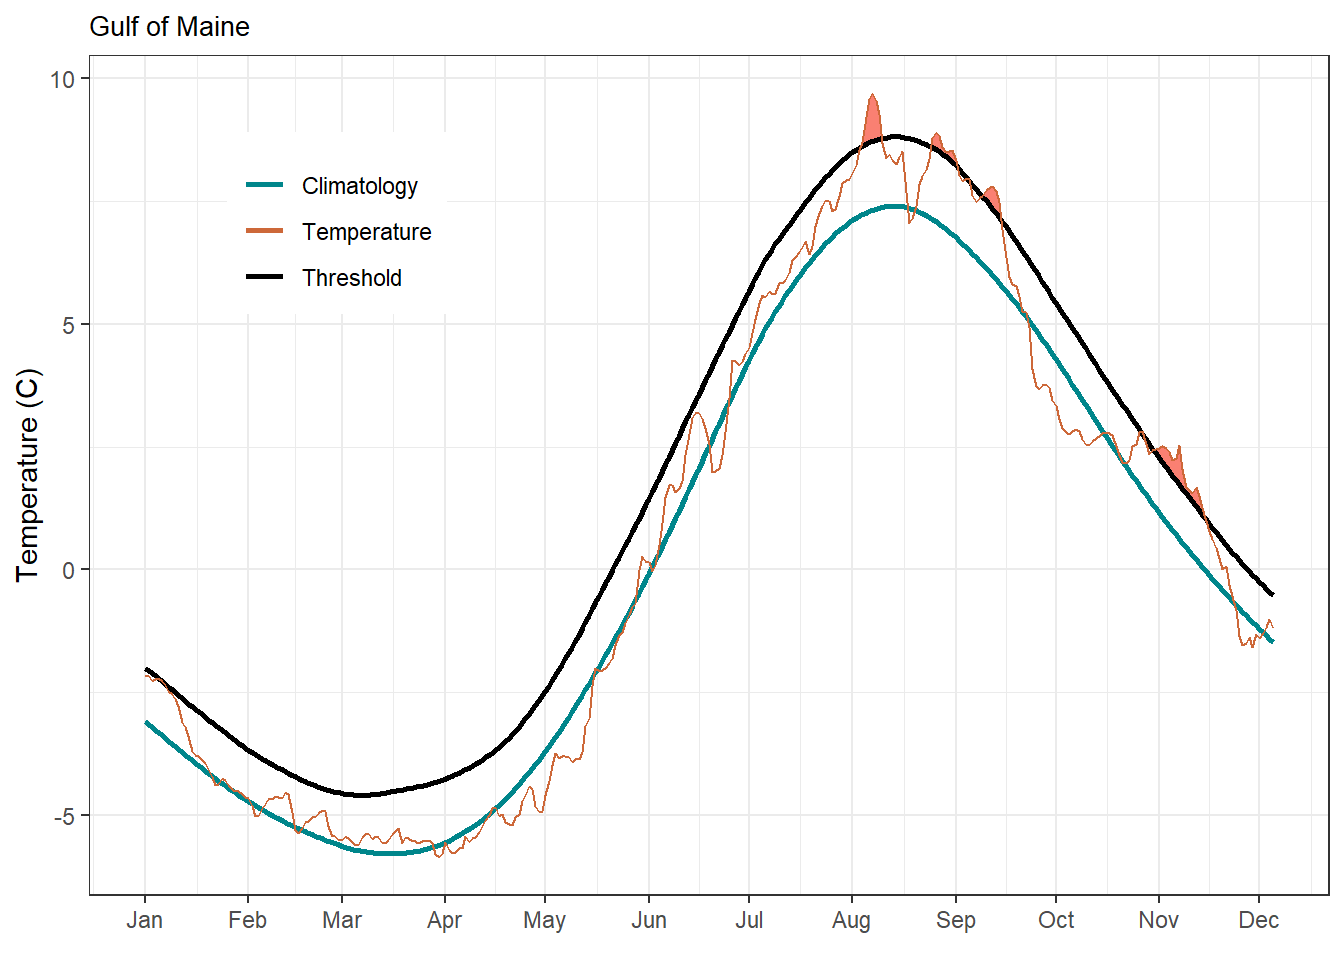 Gulf of Maine
10
5
0
-5
Temperature (C)
Climatology
Temperature
Threshold
Jan Feb Mar Apr May Jun Jul Aug Sep Oct Nov Dec